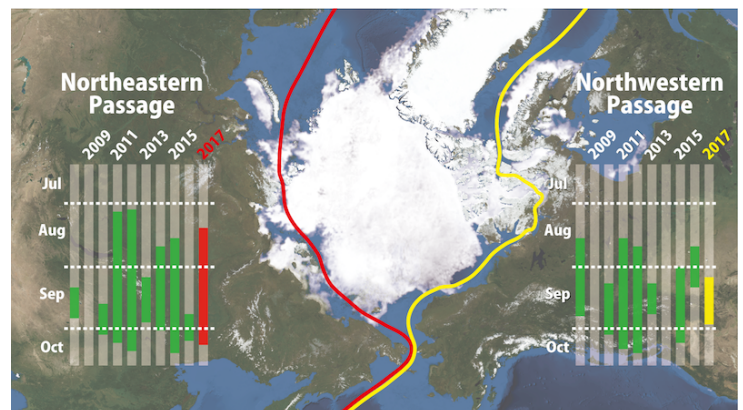 Northeastern
Passage
2009
2011
2013
2015
2017
Jul
Aug
Sep
Oct
Northwestern
Passage
2009
2011
2013
2015
2017
Jul
Aug
Sep
Oct